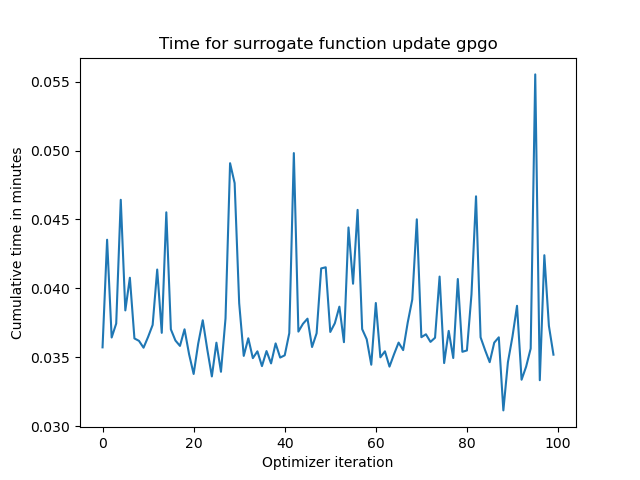 Time for surrogate function update gpgo
Cumulative time in minutes
0.055
0.050
0.045
0.040
0.035
0.030
0 20 40 60 80 100
Optimizer iteration